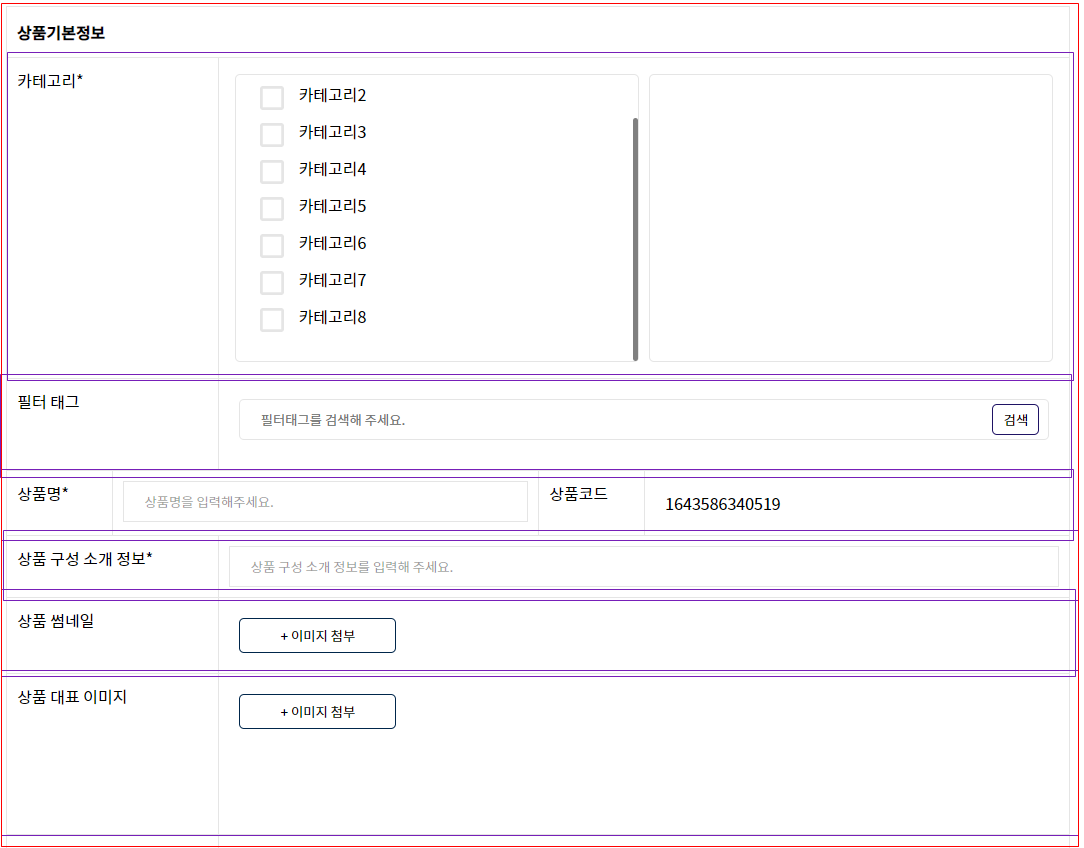 상품기본정보
카테고리*
카테고리2
카테고리3
카테고리4
카테고리5
카테고리6
카테고리7
카테고리8
필터 태그
필터태그를 검색해 주세요.
검색
상품명*
상품명을 입력해주세요.
상품코드
1643586340519
상품 구성 소개 정보*
상품 구성 소개 정보를 입력해 주세요.
상품 썸네일
+ 이미지 첨부
상품 대표 이미지
+ 이미지 첨부